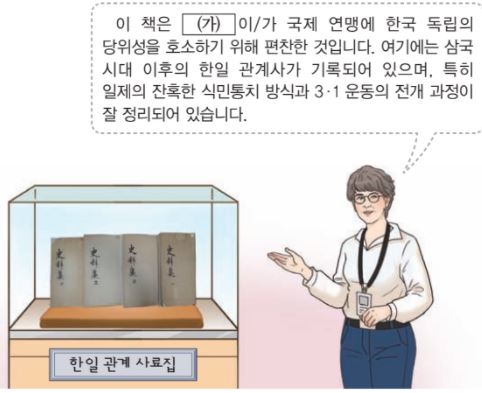 이 책은 (가) 이/가 국제 연맹에 한국 독립의
당위성을 호소하기 위해 편찬한 것입니다. 여기에는 삼국
시대 이후의 한일 관계사가 기록되어 있으며, 특히
일제의 잔혹한 식민통치 방식과 3·1 운동의 전개 과정이
잘 정리되어 있습니다.
史料集
史料集
史料集
史料集
한일 관계 사료집